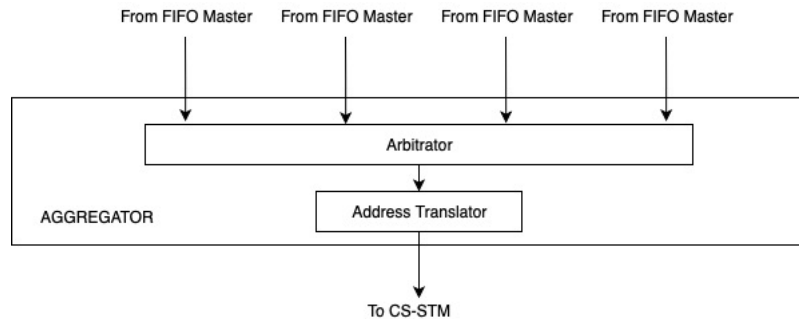 From FIFO Master From FIFO Master From FIFO Master From FIFO Master
Arbitrator
Address Translator
AGGREGATOR
To CS-STM